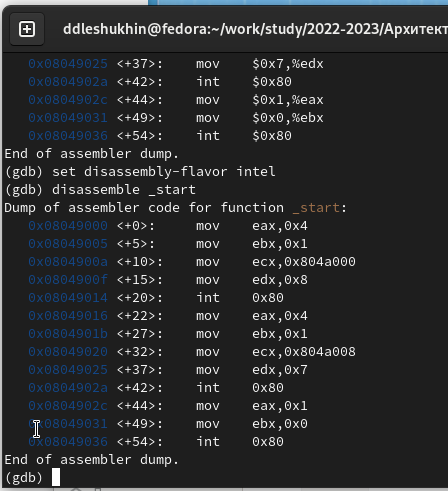 ddleshukhin@fedora:~/work/study/2022-2023/Архитект
0x08049025 <+37>: mov $0x7,%edx
0x0804902a <+42>: int $0x80
0x0804902c <+44>: mov $0x1,%eax
0x08049031 <+49>: mov $0x0,%ebx
0x08049036 <+54>: int $0x80
End of assembler dump.
(gdb) set disassembly-flavor intel
(gdb) disassemble _start
Dump of assembler code for function _start:
0x08049000 <+0>: mov eax,0x4
0x08049005 <+5>: mov ebx,0x1
0x0804900a <+10>: mov ecx,0x804a000
0x0804900f <+15>: mov edx,0x8
0x08049014 <+20>: int 0x80
0x08049016 <+22>: mov eax,0x4
0x0804901b <+27>: mov ebx,0x1
0x08049020 <+32>: mov ecx,0x804a008
0x08049025 <+37>: mov edx,0x7
0x0804902a <+42>: int 0x80
0x0804902c <+44>: mov eax,0x1
0x08049031 <+49>: mov ebx,0x0
0x08049036 <+54>: int 0x80
End of assembler dump.
(gdb)